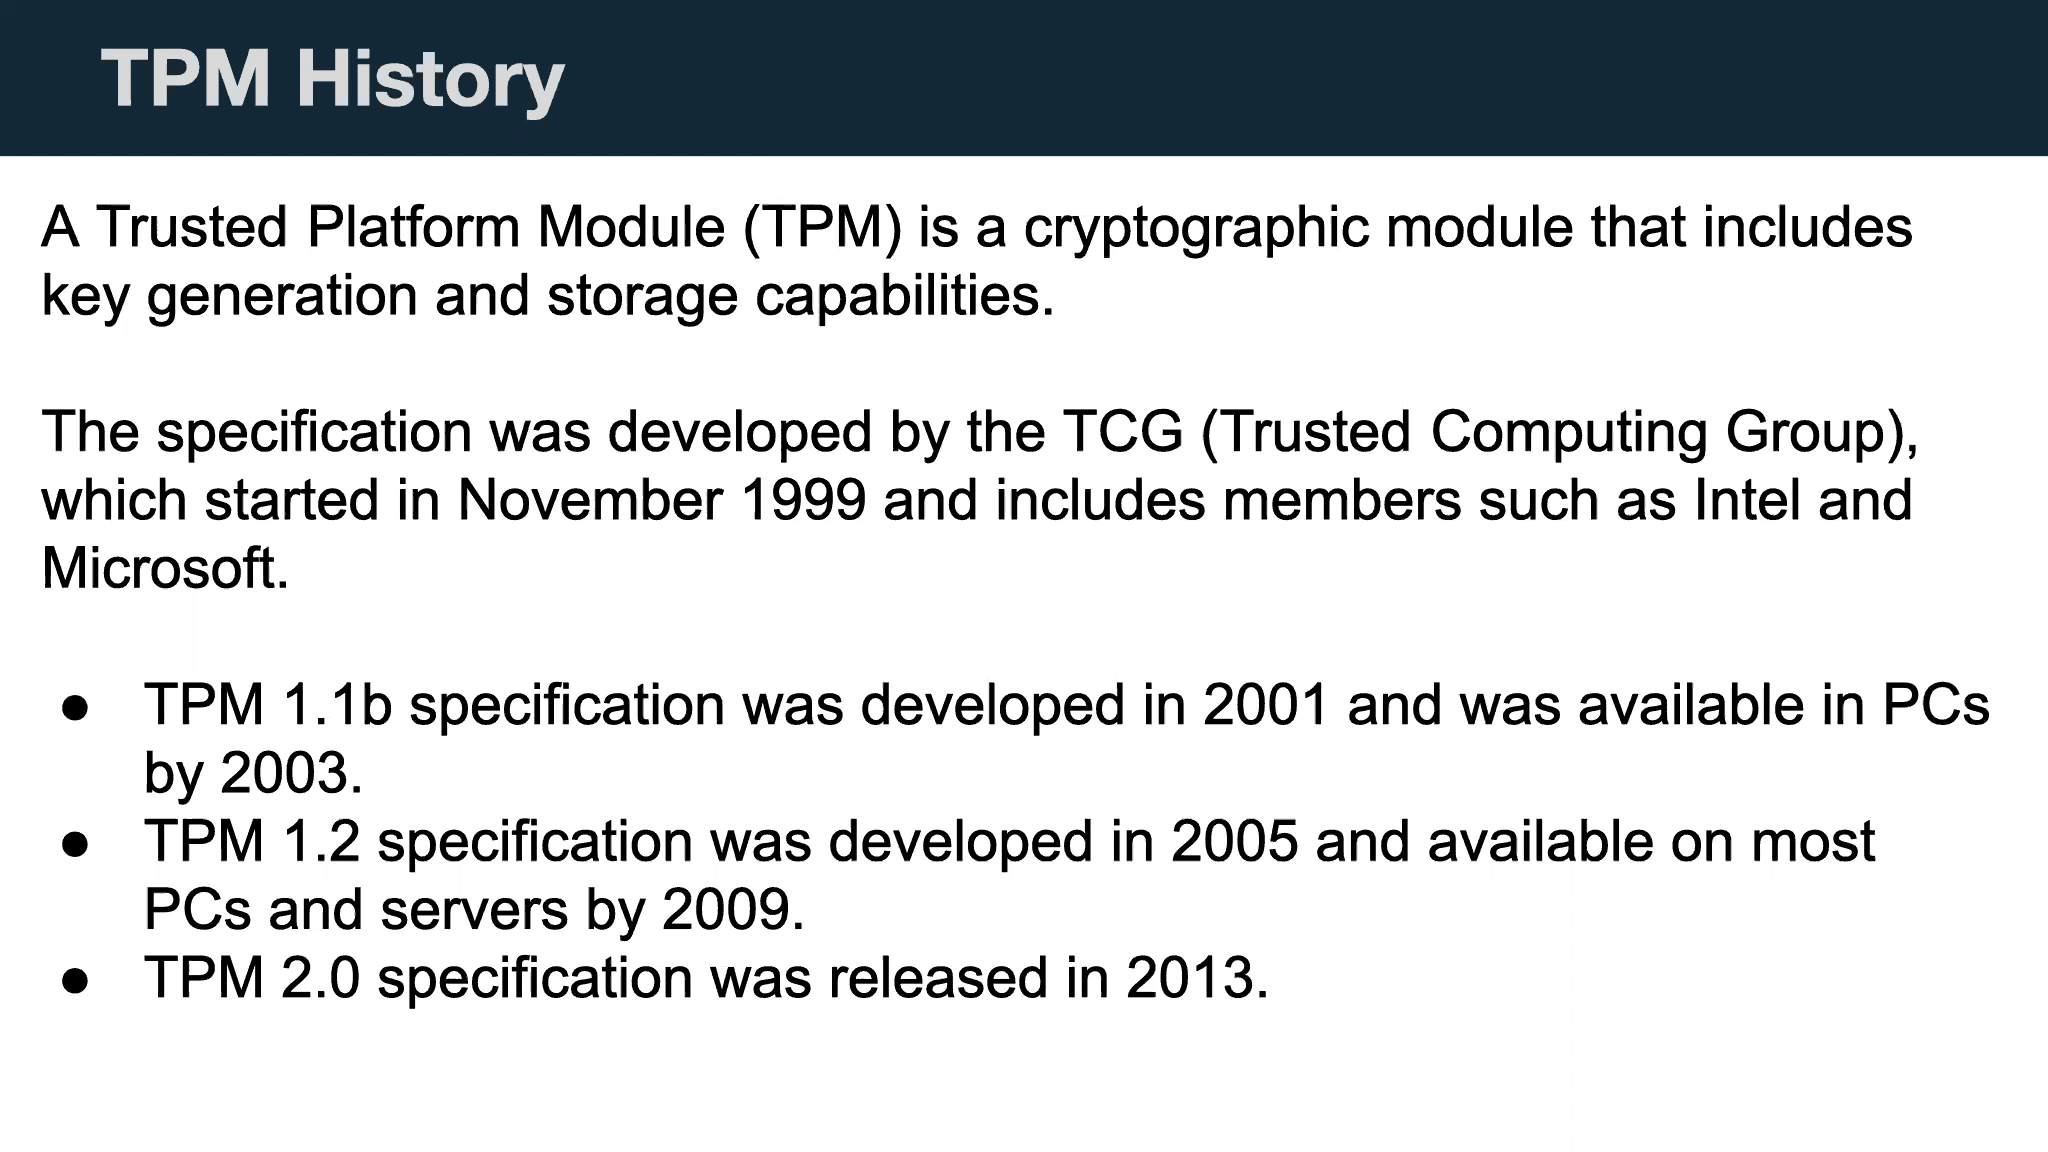 TPM History
A Trusted Platform Module (TPM) is a cryptographic module that includes
key generation and storage capabilities.
The specification was developed by the TCG (Trusted Computing Group),
which started in November 1999 and includes members such as Intel and
Microsoft.
● TPM 1.1b specification was developed in 2001 and was available in PCs
by 2003.
● TPM 1.2 specification was developed in 2005 and available on most
PCs and servers by 2009.
● TPM 2.0 specification was released in 2013.